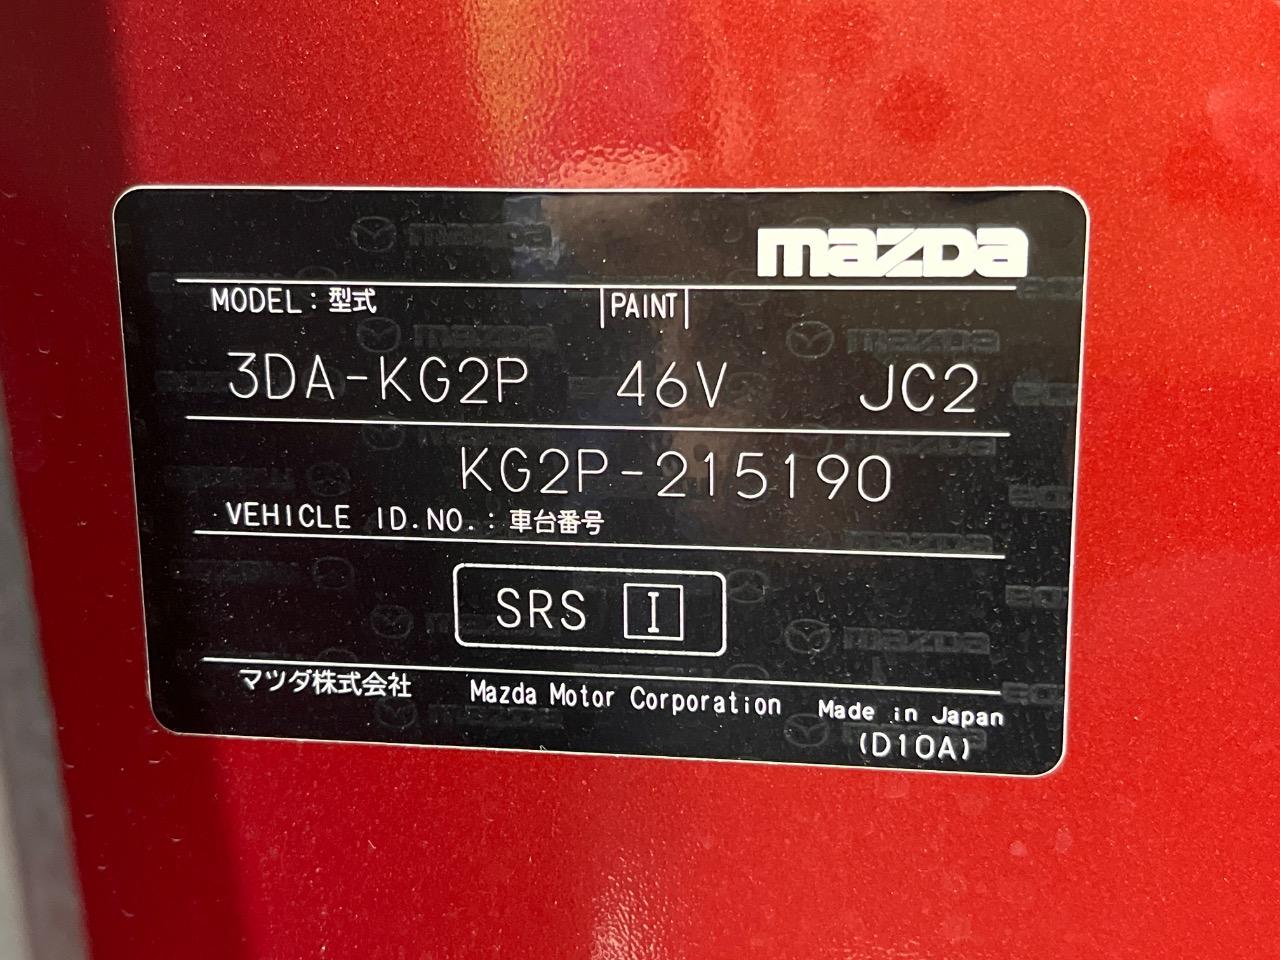 mazda
MODEL：型式 PAINT
3DA-KG2P 46V JC2
KG2P-215190
VEHICLE ID.NO.：車台番号
SRS I
マツダ株式会社 Mazda Motor Corporation Made in Japan
(D10A)